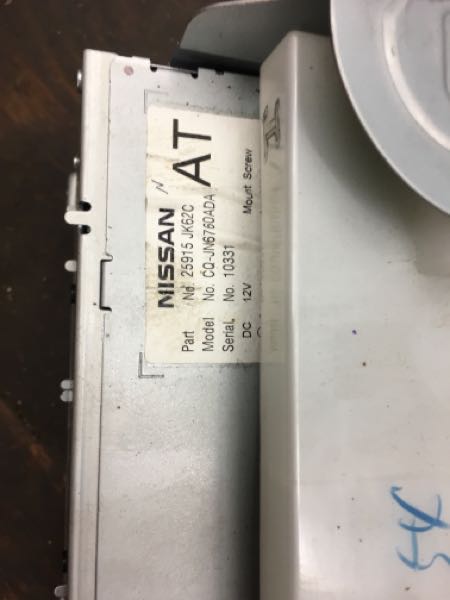 NISSAN
AT
Part No. 25915 JK62C
Model No. CQ-JN6760ADA
Serial. No. 10331
DC 12V Mount Screw